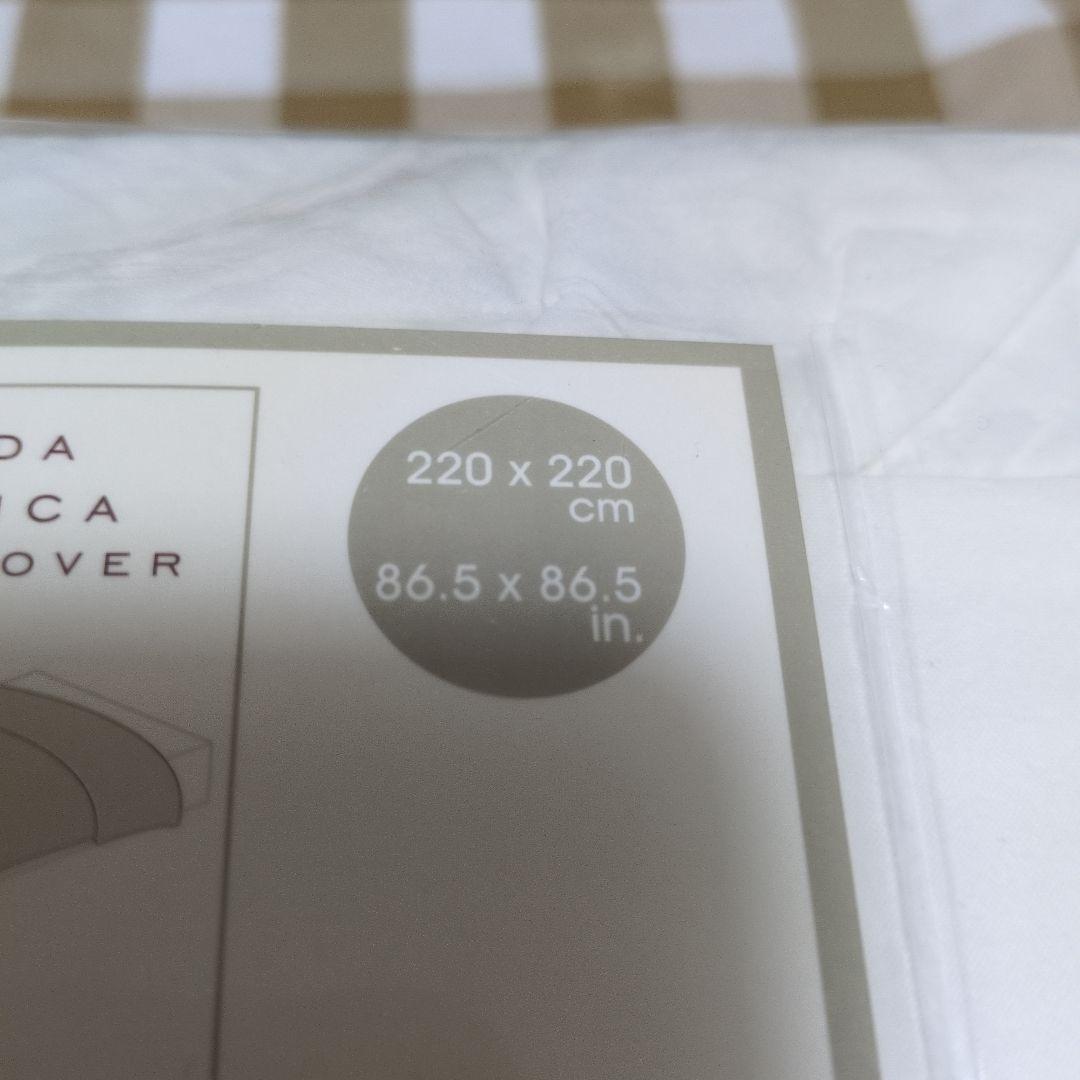 DA
ICA
OVER
220 x 220
cm
86.5 x 86.5
in.